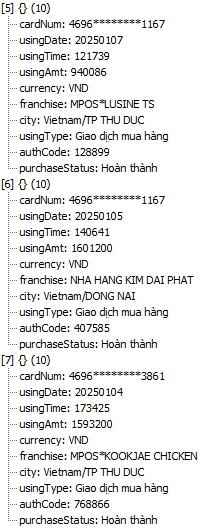 [5] {} (10)
cardNum: 4696********1167
usingDate: 20250107
usingTime: 121739
usingAmt: 940086
currency: VND
franchise: MPOS*LUSINE TS
city: Vietnam/TP THU DUC
usingType: Giao dịch mua hàng
authCode: 128899
purchaseStatus: Hoàn thành
[6] {} (10)
cardNum: 4696********1167
usingDate: 20250105
usingTime: 140641
usingAmt: 1601200
currency: VND
franchise: NHA HANG KIM DAI PHAT
city: Vietnam/DONG NAI
usingType: Giao dịch mua hàng
authCode: 407585
purchaseStatus: Hoàn thành
[7] {} (10)
cardNum: 4696********3861
usingDate: 20250104
usingTime: 173425
usingAmt: 1593200
currency: VND
franchise: MPOS*KOOKJAE CHICKEN
city: Vietnam/TP THU DUC
usingType: Giao dịch mua hàng
authCode: 768866
purchaseStatus: Hoàn thành